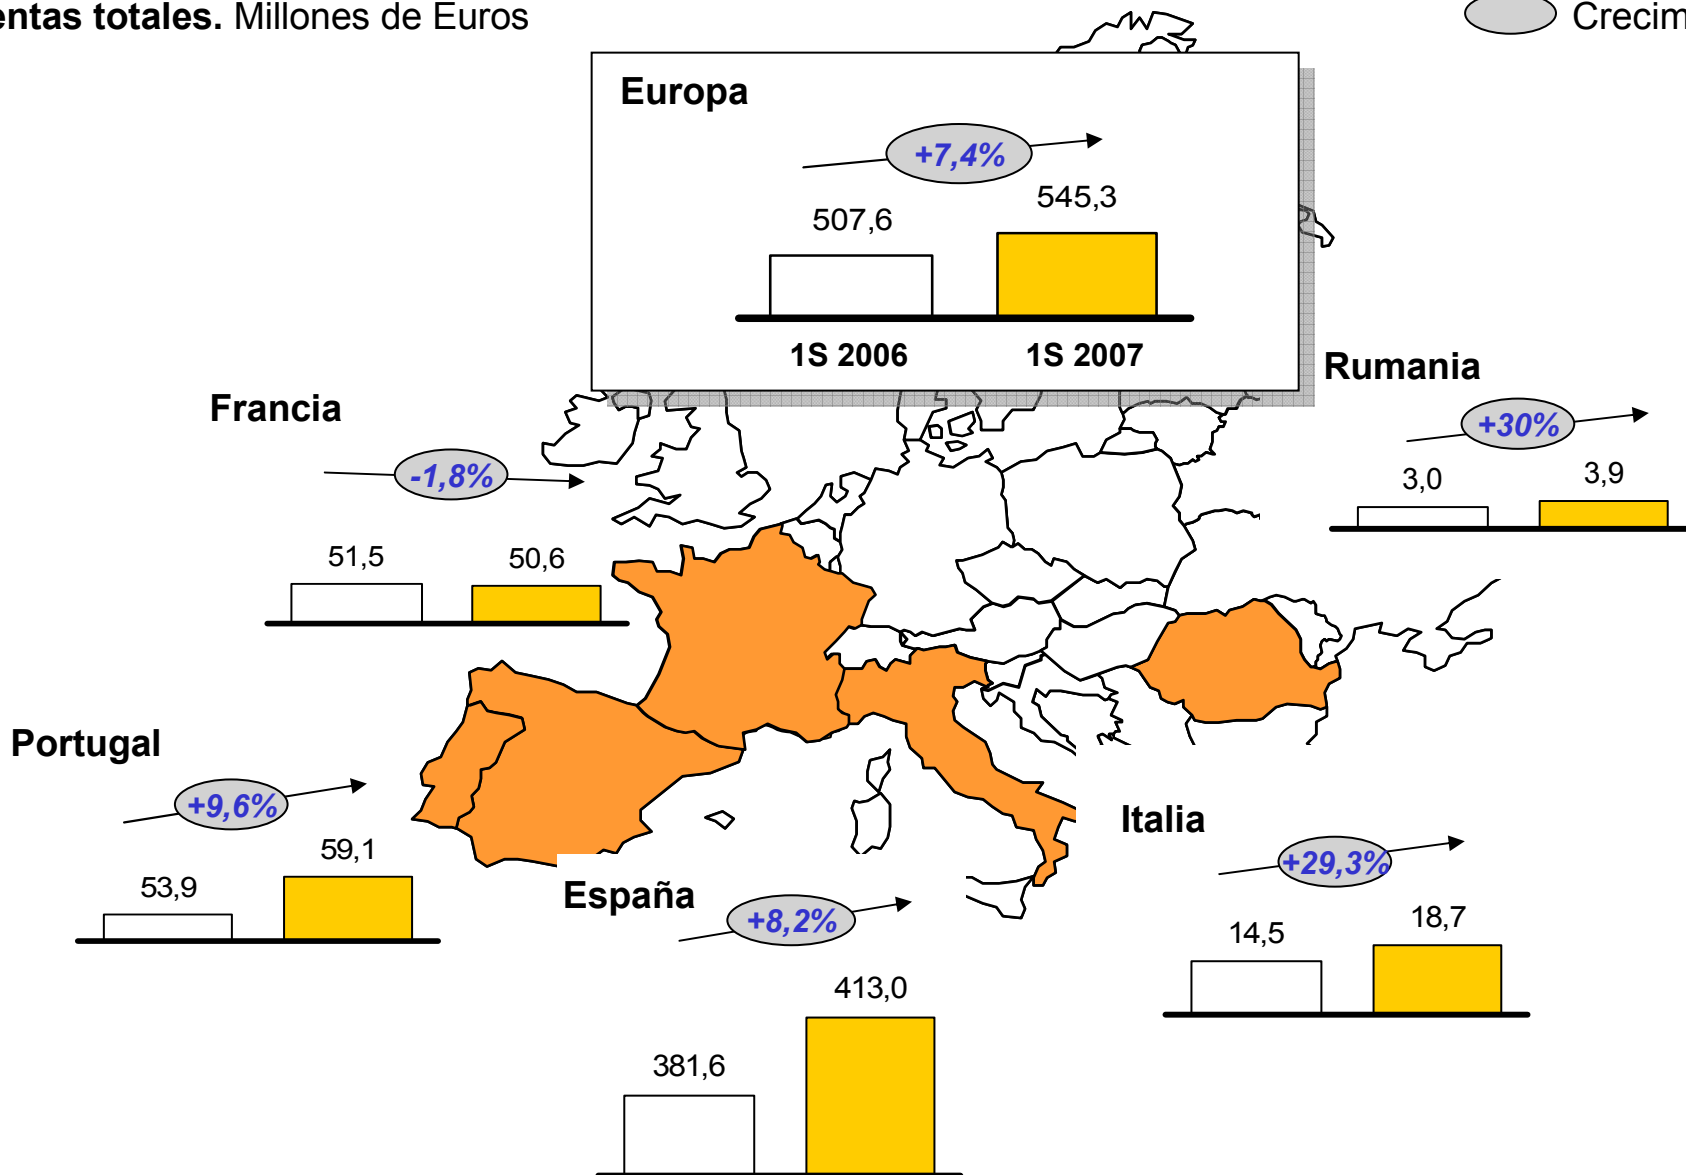 entas totales. Millones de Euros
Crecim
Europa
+7,4%
507,6
545,3
1S 2006
1S 2007
Rumania
+30%
3,0
3,9
Francia
-1,8%
51,5
50,6
Portugal
+9,6%
53,9
59,1
España
+8,2%
381,6
413,0
Italia
+29,3%
14,5
18,7